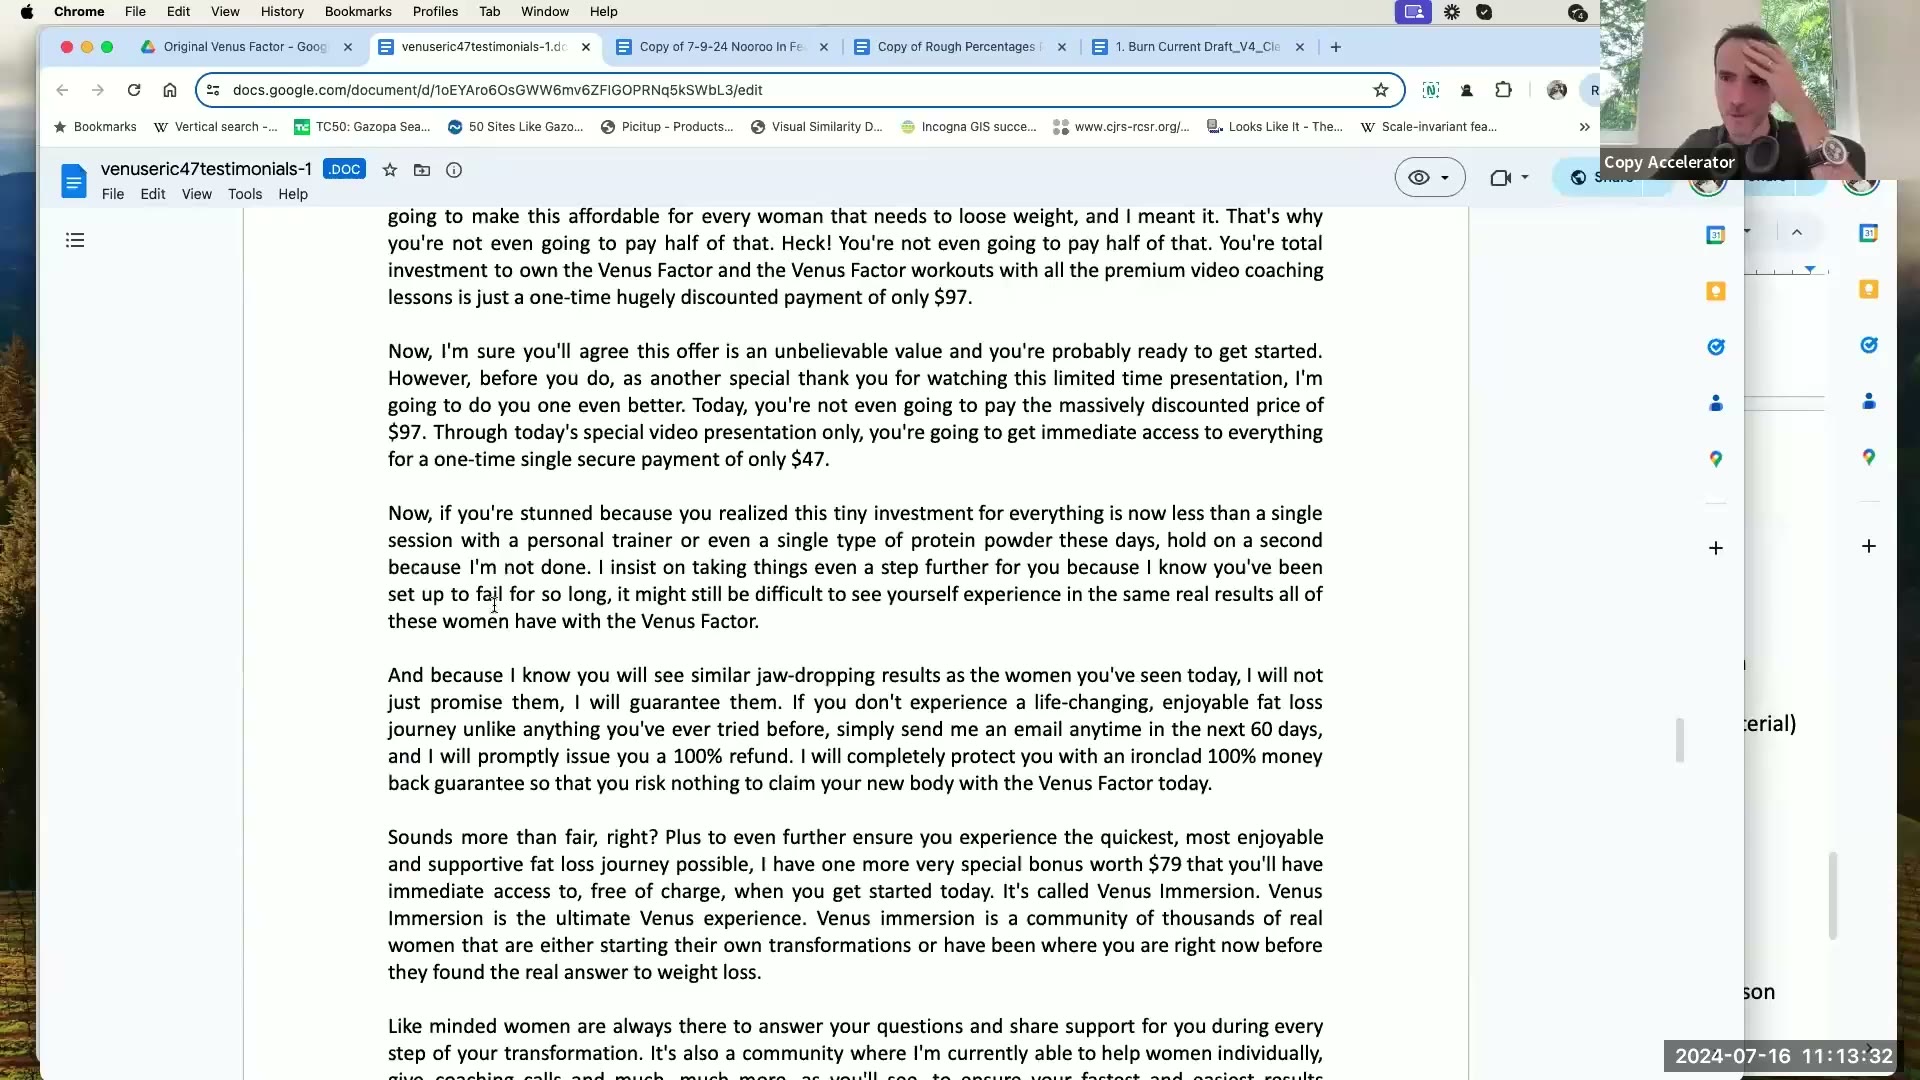 Chrome File Edit View History Bookmarks Profiles Tab Window Help
Original Venus Factor - Goog
venuseric47testimonials-1.do
Copy of 7-9-24 Nooroo In Fe
Copy of Rough Percentages
1. Burn Current Draft_V4_Cle
docs.google.com/document/d/1oEYAro6OsGWW6mv6ZFlGOPRNq5kSWbL3/edit
Bookmarks Vertical search -... TC50: Gazopa Sea... 50 Sites Like Gazo... Picitup - Products... Visual Similarity D... Incogna GIS succe... www.cjrs-rcsr.org/... Looks Like It - The... Scale-invariant fea...
Copy Accelerator
venuseric47testimonials-1 .DOC
Share
File Edit View Tools Help
going to make this affordable for every woman that needs to loose weight, and I meant it. That's why
you're not even going to pay half of that. Heck! You're not even going to pay half of that. You're total
investment to own the Venus Factor and the Venus Factor workouts with all the premium video coaching
lessons is just a one-time hugely discounted payment of only $97.
Now, I'm sure you'll agree this offer is an unbelievable value and you're probably ready to get started.
However, before you do, as another special thank you for watching this limited time presentation, I'm
going to do you one even better. Today, you're not even going to pay the massively discounted price of
$97. Through today's special video presentation only, you're going to get immediate access to everything
for a one-time single secure payment of only $47.
Now, if you're stunned because you realized this tiny investment for everything is now less than a single
session with a personal trainer or even a single type of protein powder these days, hold on a second
because I'm not done. I insist on taking things even a step further for you because I know you've been
set up to fail for so long, it might still be difficult to see yourself experience in the same real results all of
these women have with the Venus Factor.
And because I know you will see similar jaw-dropping results as the women you've seen today, I will not
just promise them, I will guarantee them. If you don't experience a life-changing, enjoyable fat loss
journey unlike anything you've ever tried before, simply send me an email anytime in the next 60 days,
and I will promptly issue you a 100% refund. I will completely protect you with an ironclad 100% money
back guarantee so that you risk nothing to claim your new body with the Venus Factor today.
Sounds more than fair, right? Plus to even further ensure you experience the quickest, most enjoyable
and supportive fat loss journey possible, I have one more very special bonus worth $79 that you'll have
immediate access to, free of charge, when you get started today. It's called Venus Immersion. Venus
Immersion is the ultimate Venus experience. Venus immersion is a community of thousands of real
women that are either starting their own transformations or have been where you are right now before
they found the real answer to weight loss.
Like minded women are always there to answer your questions and share support for you during every
step of your transformation. It's also a community where I'm currently able to help women individually,
give coaching calls and much, much more, as you'll see, to ensure your fastest and easiest results
terial)
son
2024-07-16 11:13:32